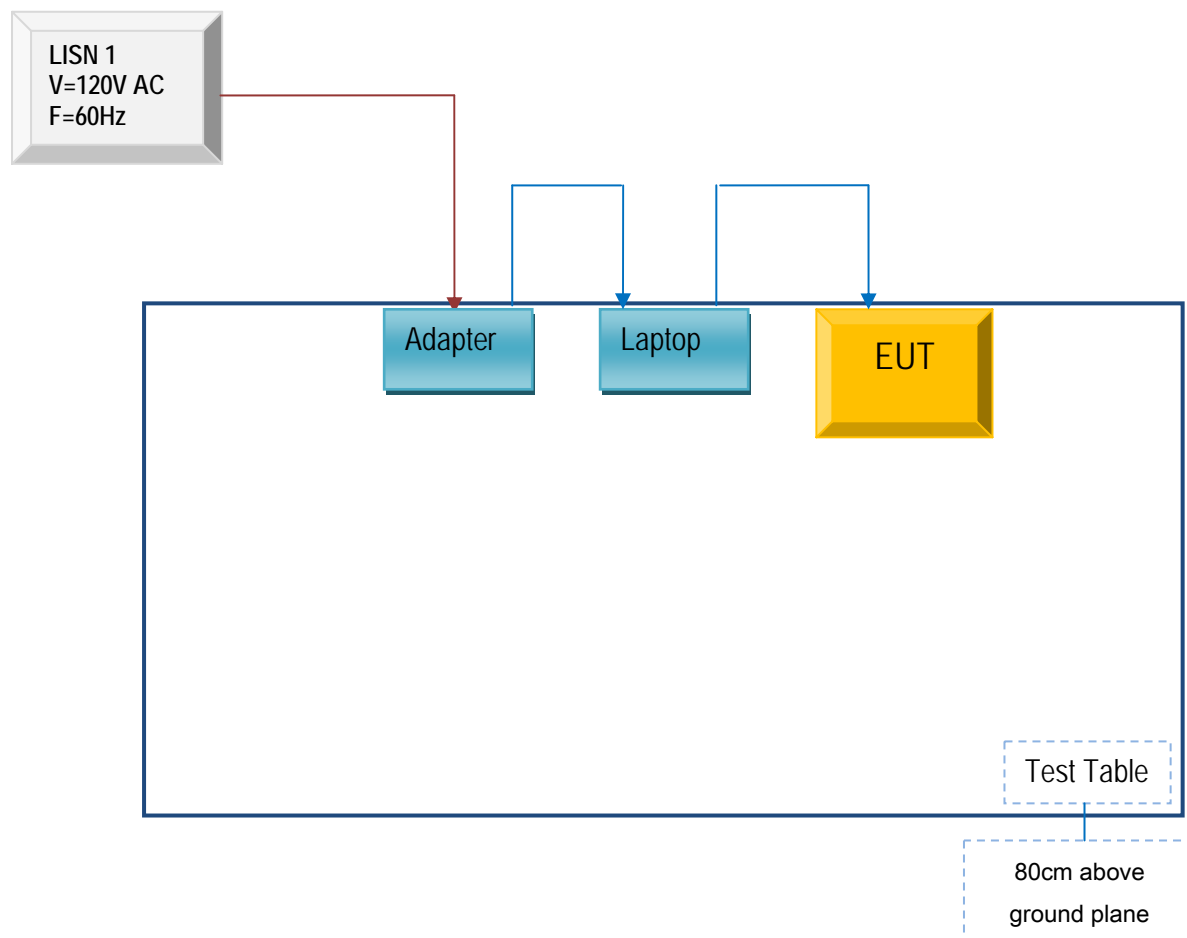 LISN 1
V=120V AC
F=60Hz
Adapter
Laptop
EUT
Test Table
80cm above
ground plane